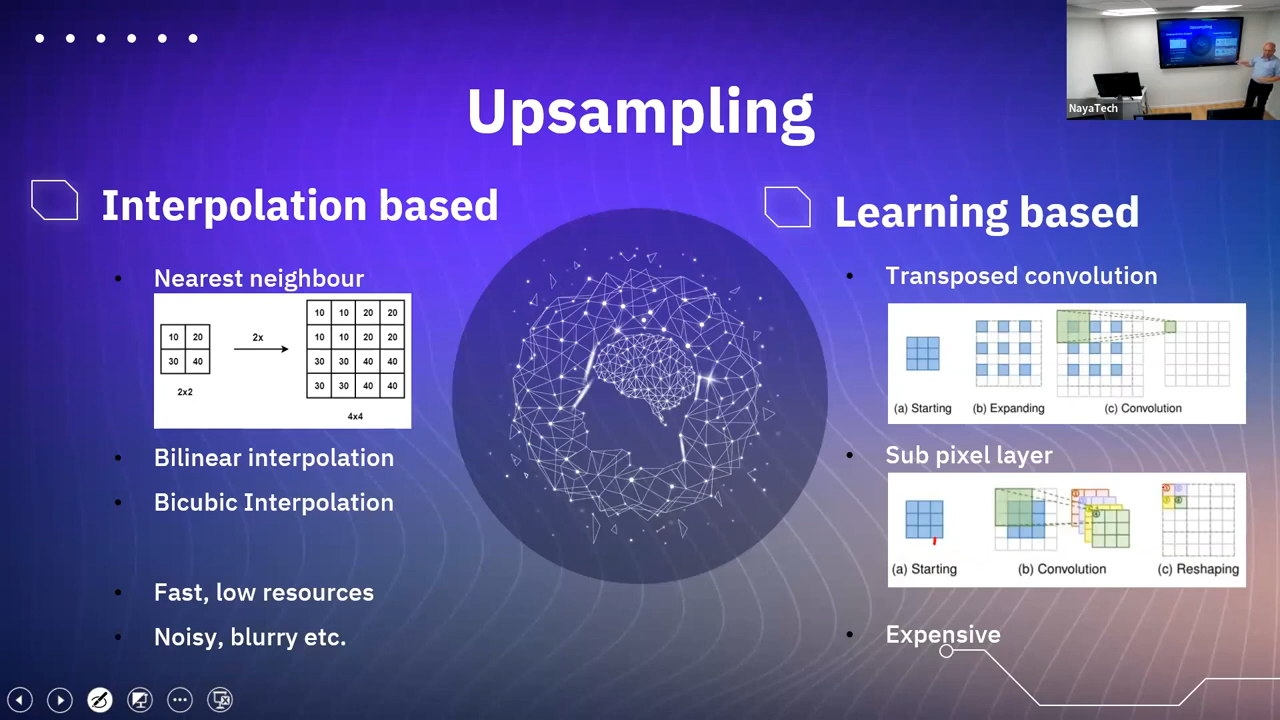 Upsampling
NayaTech
Interpolation based
Nearest neighbour
10 20
30 40
2x2
2x
10 10 20 20
10 10 20 20
30 30 40 40
30 30 40 40
4x4
Bilinear interpolation
Bicubic Interpolation
Fast, low resources
Noisy, blurry etc.
Learning based
Transposed convolution
(a) Starting (b) Expanding (c) Convolution
Sub pixel layer
(a) Starting (b) Convolution (c) Reshaping
Expensive